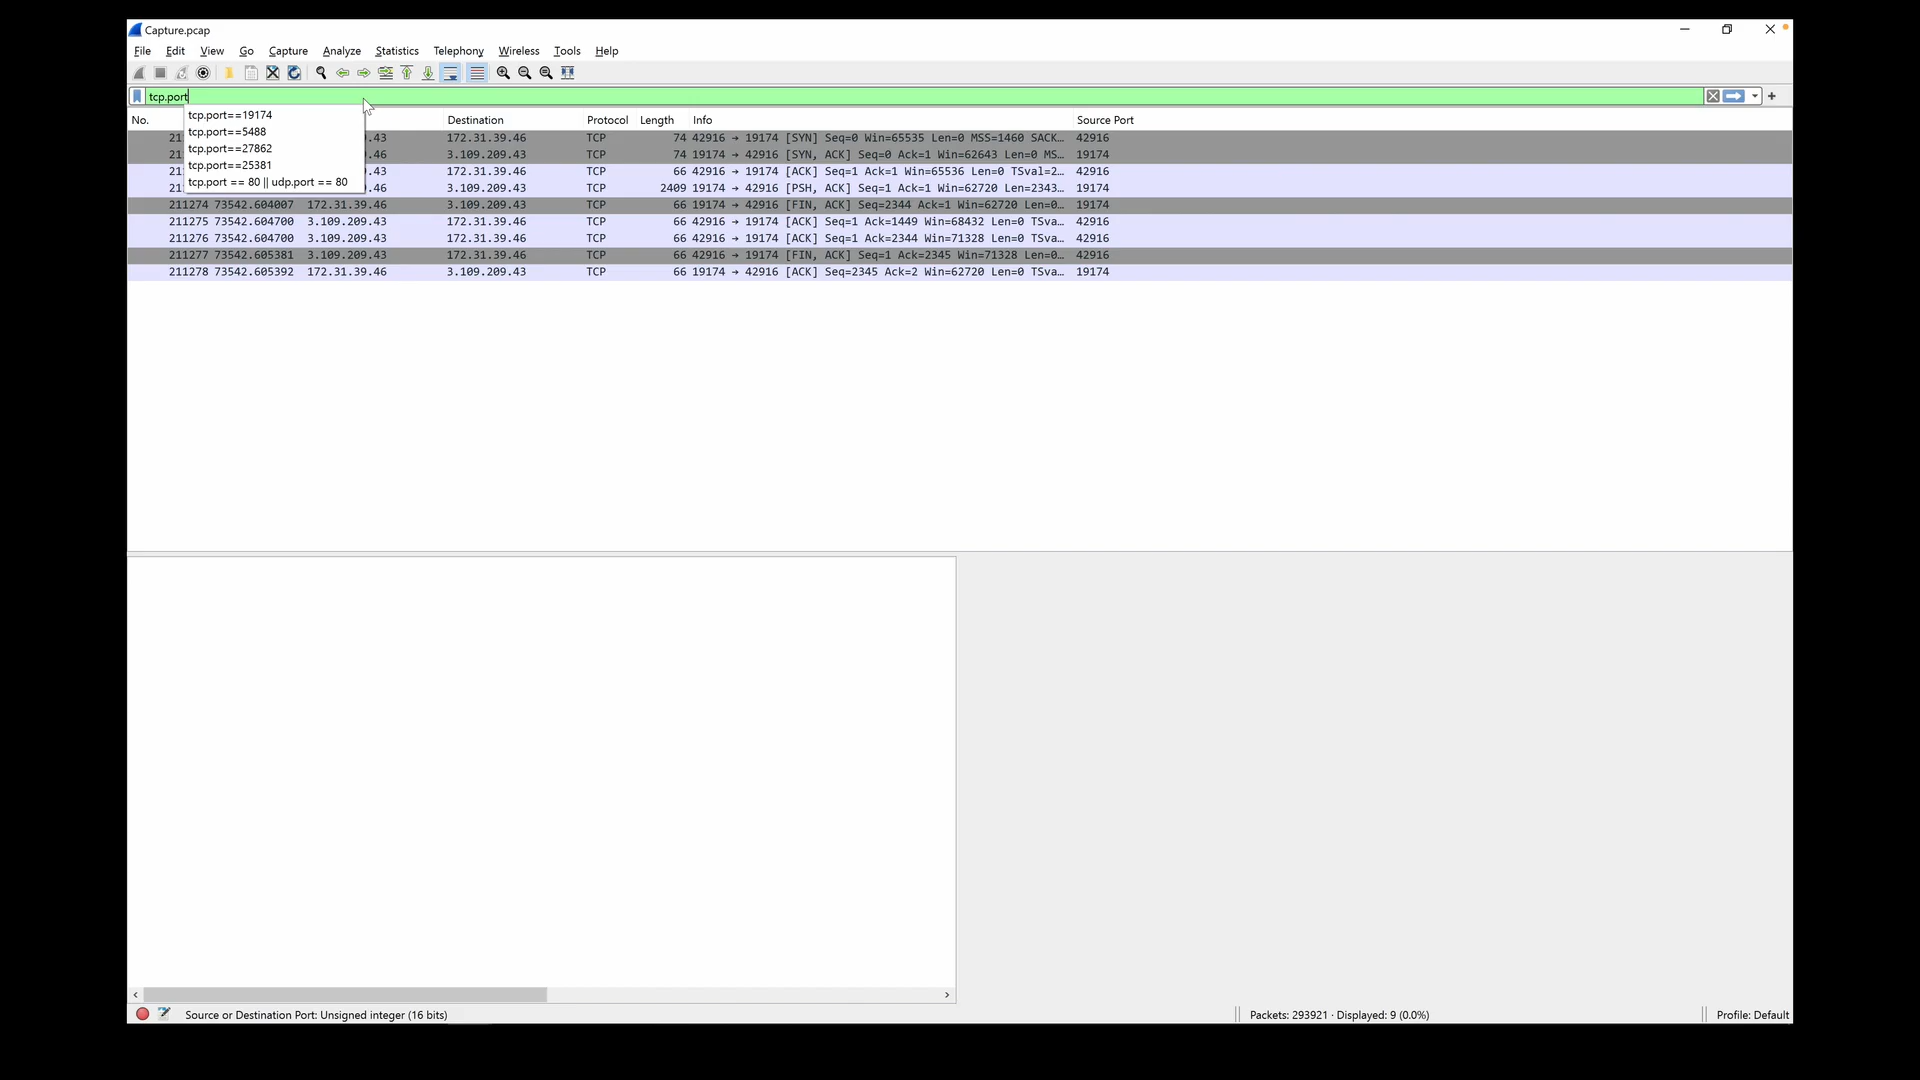 Capture.pcap
File Edit View Go Capture Analyze Statistics Telephony Wireless Tools Help
tcp.port
tcp.port==19174
tcp.port==5488
tcp.port==27862
tcp.port==25381
tcp.port == 80 || udp.port == 80
No. Destination Protocol Length Info Source Port
21 .43 172.31.39.46 TCP 74 42916 → 19174 [SYN] Seq=0 Win=65535 Len=0 MSS=1460 SACK… 42916
21 .46 3.109.209.43 TCP 74 19174 → 42916 [SYN, ACK] Seq=0 Ack=1 Win=62643 Len=0 MS… 19174
21 .43 172.31.39.46 TCP 66 42916 → 19174 [ACK] Seq=1 Ack=1 Win=65536 Len=0 TSval=2… 42916
21 .46 3.109.209.43 TCP 2409 19174 → 42916 [PSH, ACK] Seq=1 Ack=1 Win=62720 Len=2343… 19174
211274 73542.604007 172.31.39.46 3.109.209.43 TCP 66 19174 → 42916 [FIN, ACK] Seq=2344 Ack=1 Win=62720 Len=0… 19174
211275 73542.604700 3.109.209.43 172.31.39.46 TCP 66 42916 → 19174 [ACK] Seq=1 Ack=1449 Win=68432 Len=0 TSva… 42916
211276 73542.604700 3.109.209.43 172.31.39.46 TCP 66 42916 → 19174 [ACK] Seq=1 Ack=2344 Win=71328 Len=0 TSva… 42916
211277 73542.605381 3.109.209.43 172.31.39.46 TCP 66 42916 → 19174 [FIN, ACK] Seq=1 Ack=2345 Win=71328 Len=0… 42916
211278 73542.605392 172.31.39.46 3.109.209.43 TCP 66 19174 → 42916 [ACK] Seq=2345 Ack=2 Win=62720 Len=0 TSva… 19174
Source or Destination Port: Unsigned integer (16 bits)
Packets: 293921 · Displayed: 9 (0.0%)
Profile: Default